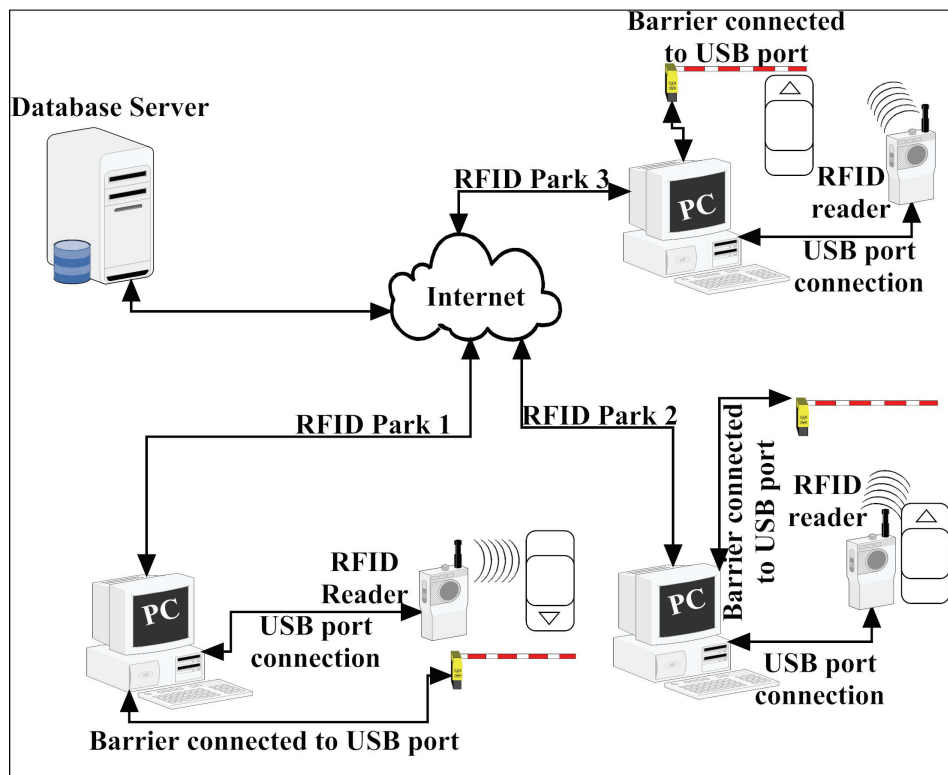 Barrier connected
to USB port
Database Server
RFID Park 3
PC
RFID
reader
USB port
connection
Internet
RFID Park 1
RFID Park 2
Barrier connected
to USB port
RFID
reader
PC
RFID
Reader
USB port
connection
PC
USB port
connection
Barrier connected to USB port